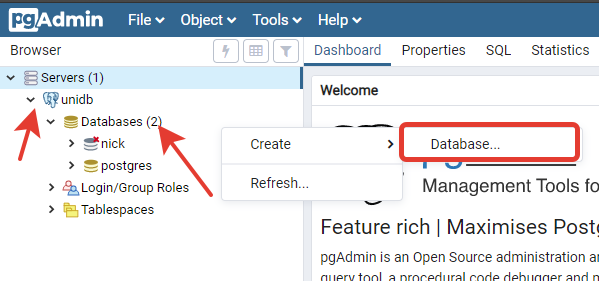 pgAdmin File Object Tools Help
Browser
Dashboard Properties SQL Statistics
Servers (1)
unidb
Databases (2)
nick
postgres
Login/Group Roles
Tablespaces
Welcome
Create
Refresh...
Database...
Management Tools fo
Feature rich | Maximises Postg
pgAdmin is an Open Source administration an
query tool, a procedural code debugger and